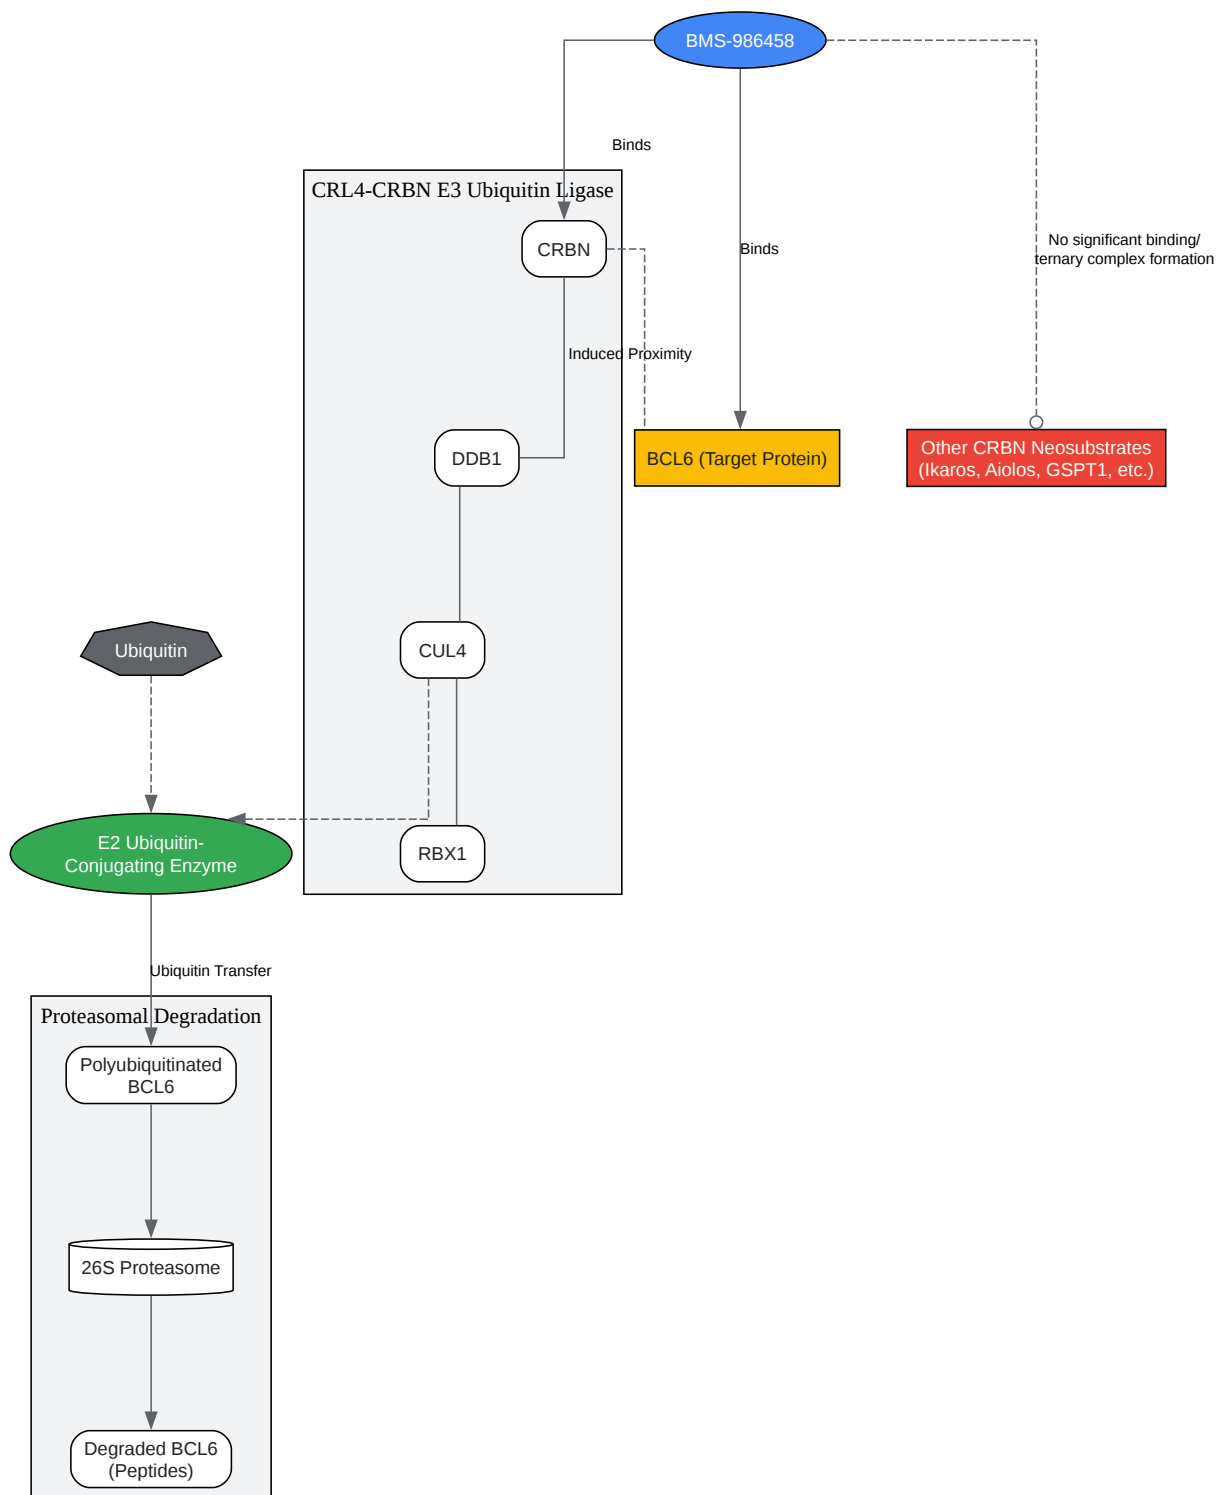 BMS-986458
Binds
CRL4-CRBN E3 Ubiquitin Ligase
CRBN
Binds
No significant binding/
ternary complex formation
Induced Proximity
DDB1
BCL6 (Target Protein)
Other CRBN Neosubstrates
(Ikaros, Aiolos, GSPT1, etc.)
Ubiquitin
CUL4
E2 Ubiquitin-
Conjugating Enzyme
RBX1
Ubiquitin Transfer
Proteasomal Degradation
Polyubiquitinated
BCL6
26S Proteasome
Degraded BCL6
(Peptides)